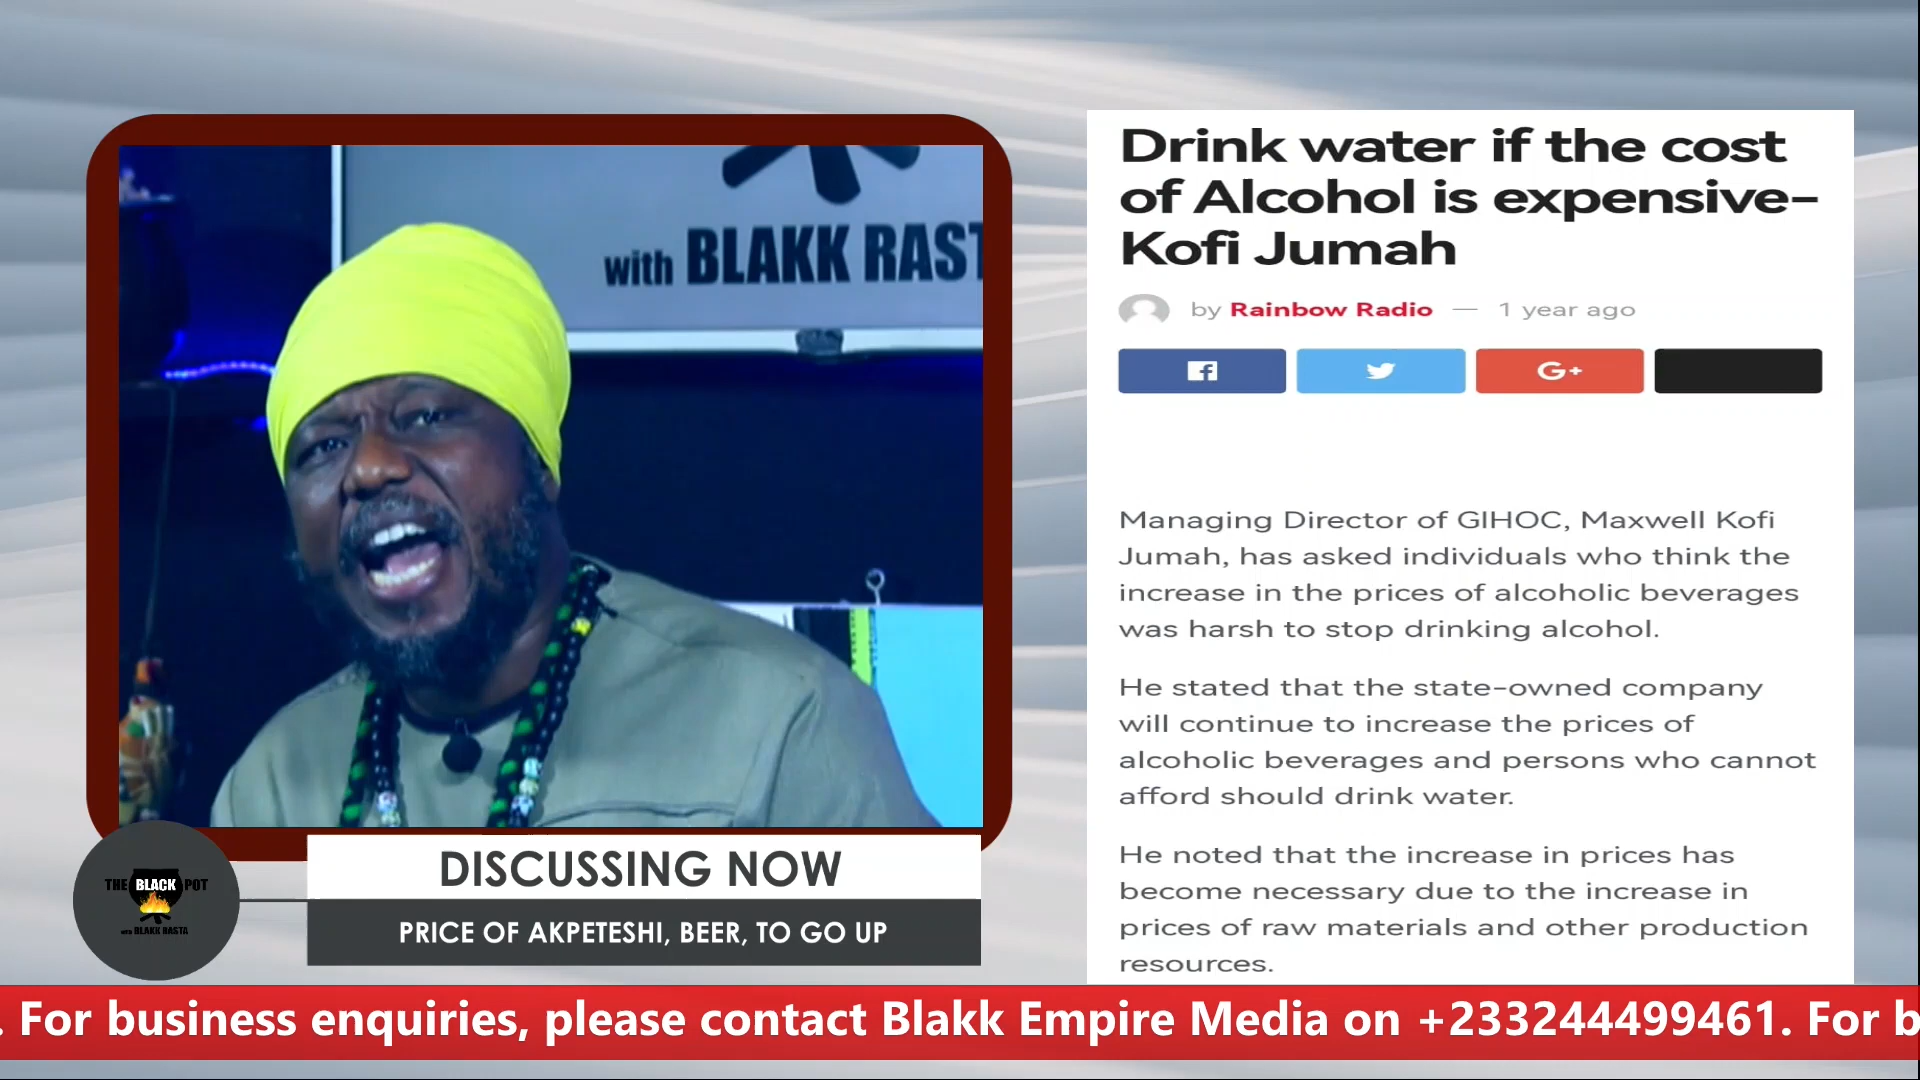 with BLAKK RAST
Drink water if the cost
of Alcohol is expensive-
Kofi Jumah
by Rainbow Radio — 1 year ago
G+
Managing Director of GIHOC, Maxwell Kofi
Jumah, has asked individuals who think the
increase in the prices of alcoholic beverages
was harsh to stop drinking alcohol.
He stated that the state-owned company
will continue to increase the prices of
alcoholic beverages and persons who cannot
afford should drink water.
He noted that the increase in prices has
become necessary due to the increase in
prices of raw materials and other production
resources.
THE BLACK POT
with BLAKK RASTA
DISCUSSING NOW
PRICE OF AKPETESHI, BEER, TO GO UP
. For business enquiries, please contact Blakk Empire Media on +233244499461. For b